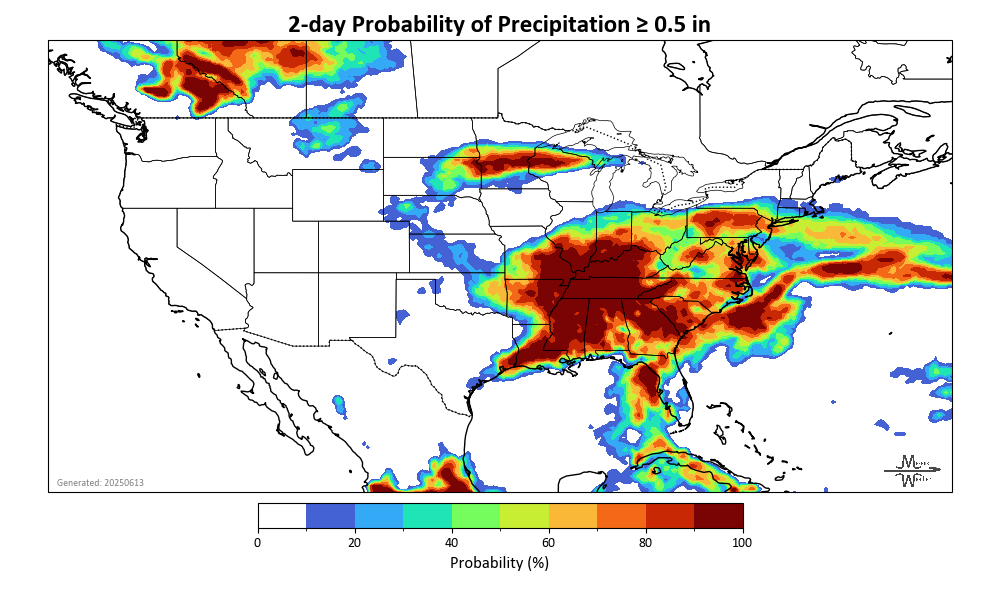 2-day Probability of Precipitation ≥ 0.5 in
Generated: 20250613
0 20 40 60 80 100
Probability (%)